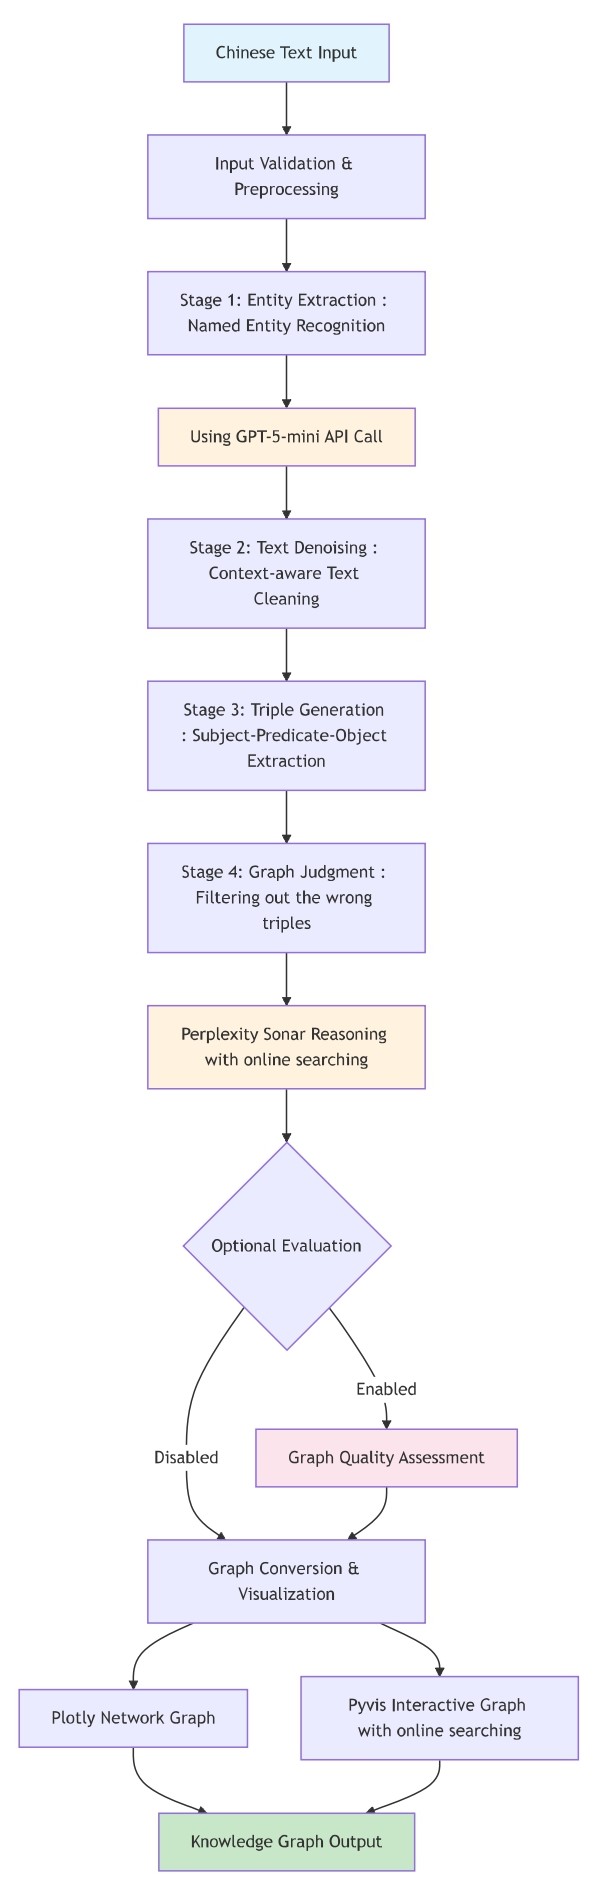 Chinese Text Input
Input Validation &
Preprocessing
Stage 1: Entity Extraction :
Named Entity Recognition
Using GPT-5-mini API Call
Stage 2: Text Denoising :
Context-aware Text
Cleaning
Stage 3: Triple Generation
: Subject-Predicate-Object
Extraction
Stage 4: Graph Judgment :
Filtering out the wrong
triples
Perplexity Sonar Reasoning
with online searching
Optional Evaluation
Enabled
Disabled
Graph Quality Assessment
Graph Conversion &
Visualization
Plotly Network Graph
Pyvis Interactive Graph
with online searching
Knowledge Graph Output